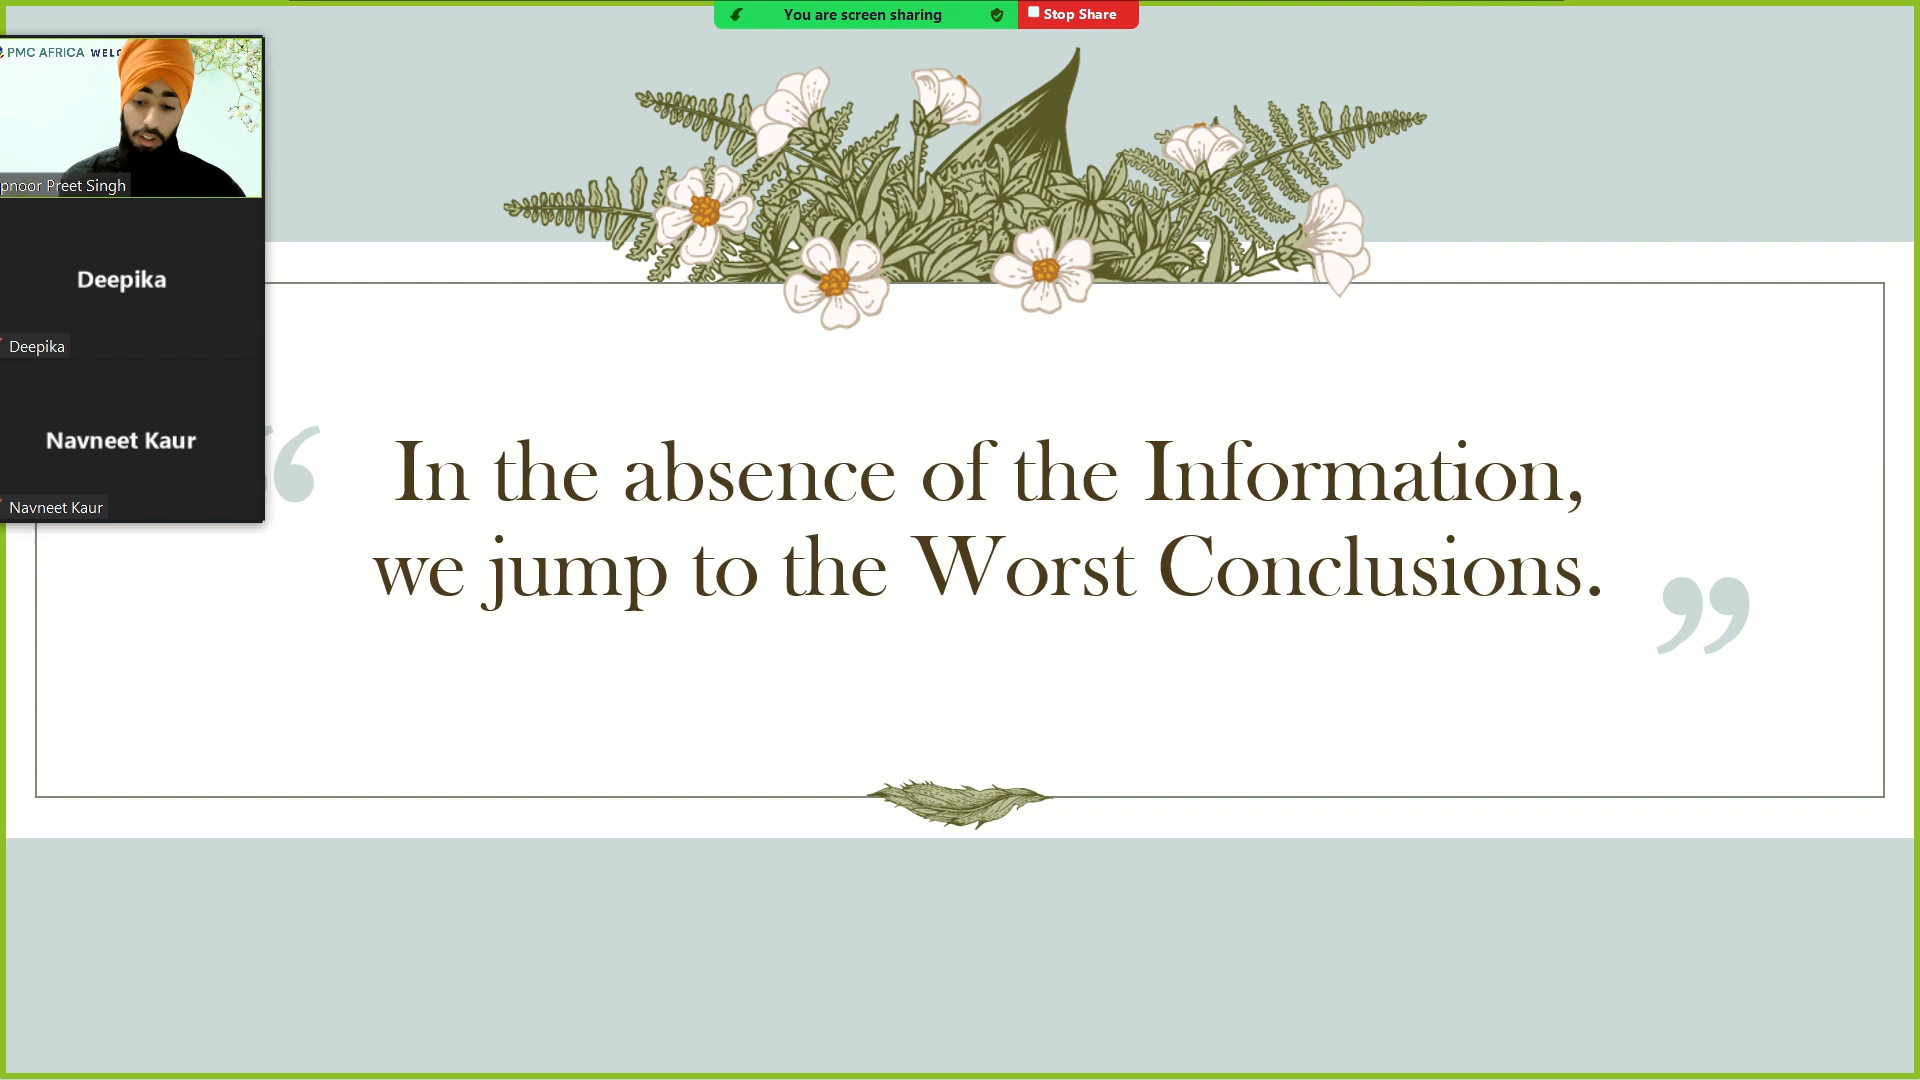 You are screen sharing
Stop Share
PMC AFRICA
pnoor Preet Singh
Deepika
Deepika
Navneet Kaur
Navneet Kaur
“ In the absence of the Information,
we jump to the Worst Conclusions. ”